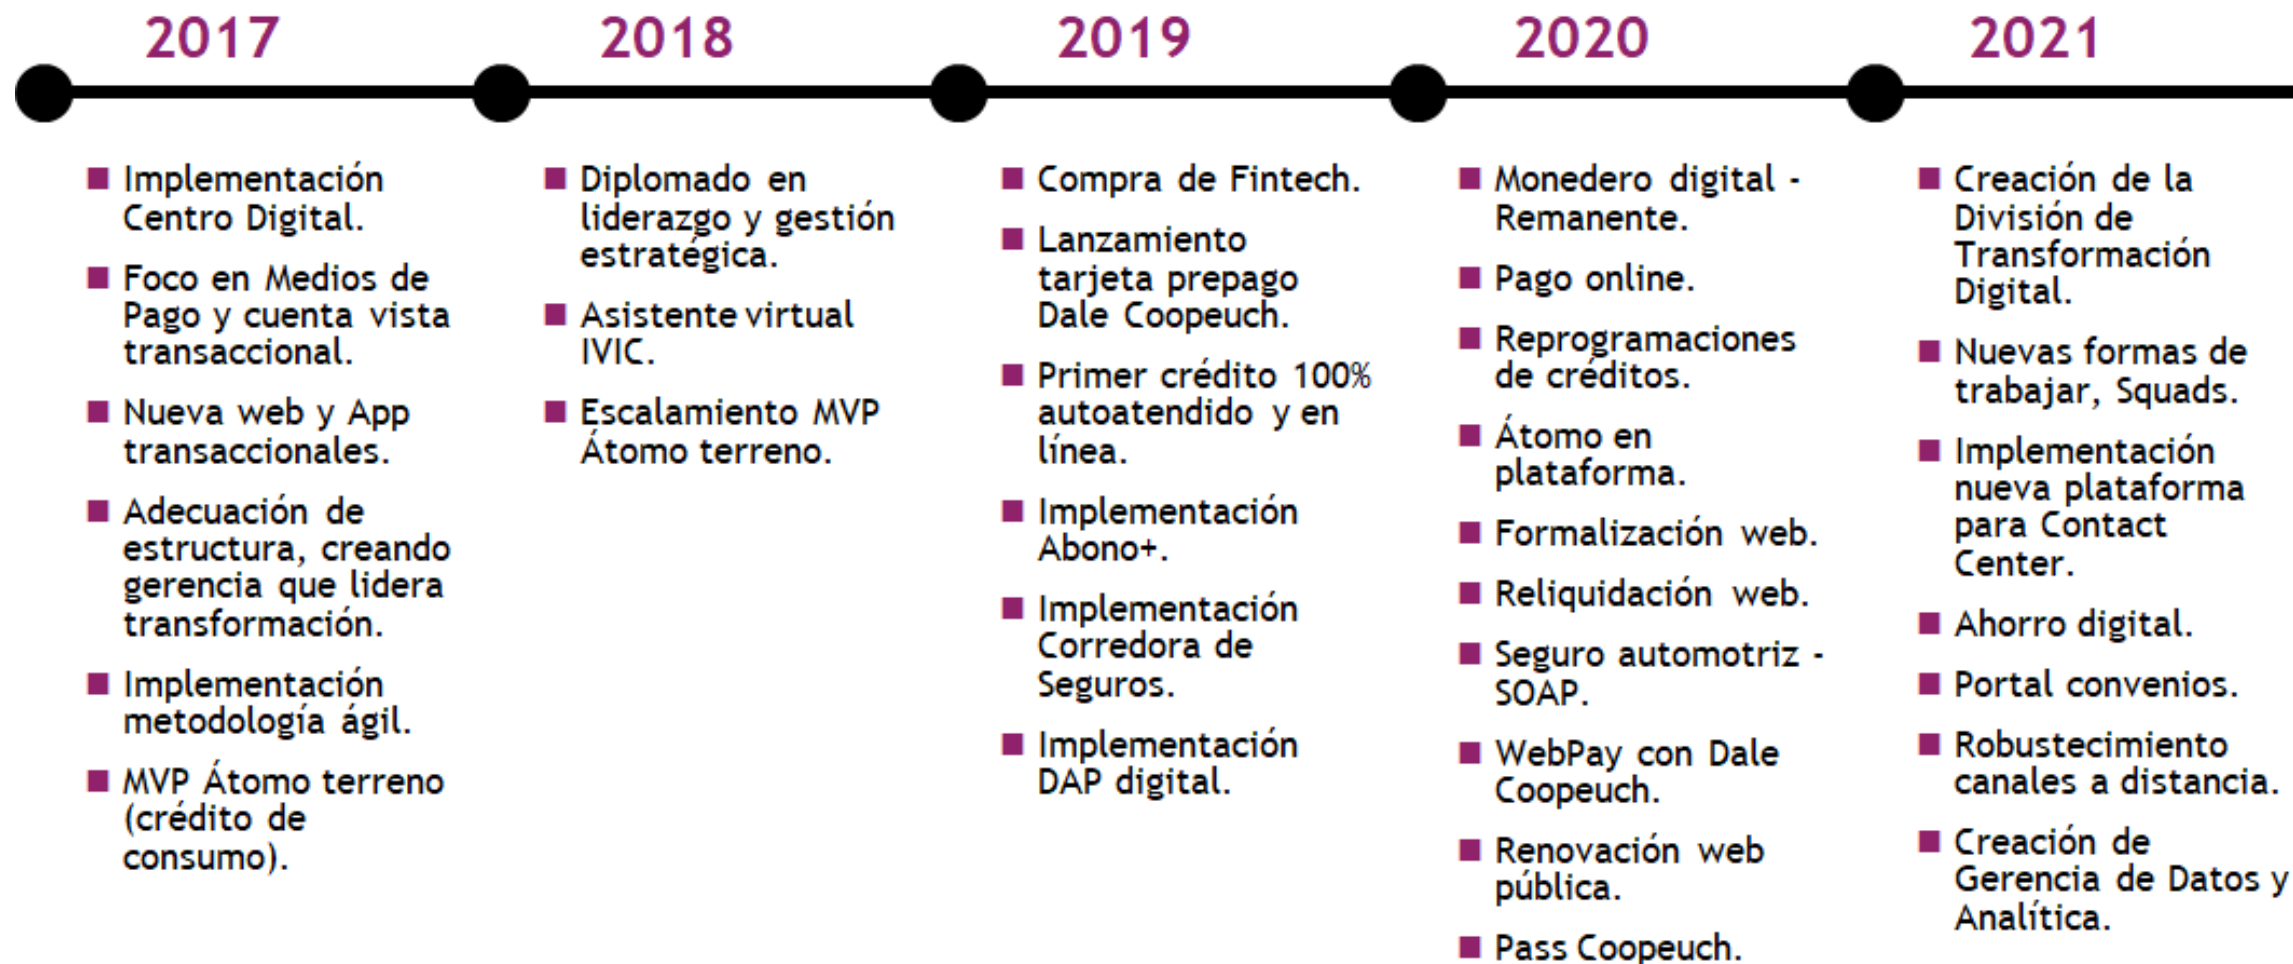 2017
Implementación
Centro Digital.
Foco en Medios de
Pago y cuenta vista
transaccional.
Nueva web y App
transaccionales.
Adecuación de
estructura, creando
gerencia que lidera
transformación.
Implementación
metodología ágil.
MVP Átomo terreno
(crédito de
consumo).
2018
Diplomado en
liderazgo y gestión
estratégica.
Asistente virtual
IVIC.
Escalamiento MVP
Átomo terreno.
2019
Compra de Fintech.
Lanzamiento
tarjeta prepago
Dale Coopeuch.
Primer crédito 100%
autoatendido y en
línea.
Implementación
Abono+.
Implementación
Corredora de
Seguros.
Implementación
DAP digital.
2020
Monedero digital -
Remanente.
Pago online.
Reprogramaciones
de créditos.
Átomo en
plataforma.
Formalización web.
Reliquidación web.
Seguro automotriz -
SOAP.
WebPay con Dale
Coopeuch.
Renovación web
pública.
Pass Coopeuch.
2021
Creación de la
División de
Transformación
Digital.
Nuevas formas de
trabajar, Squads.
Implementación
nueva plataforma
para Contact
Center.
Ahorro digital.
Portal convenios.
Robustecimiento
canales a distancia.
Creación de
Gerencia de Datos y
Analítica.